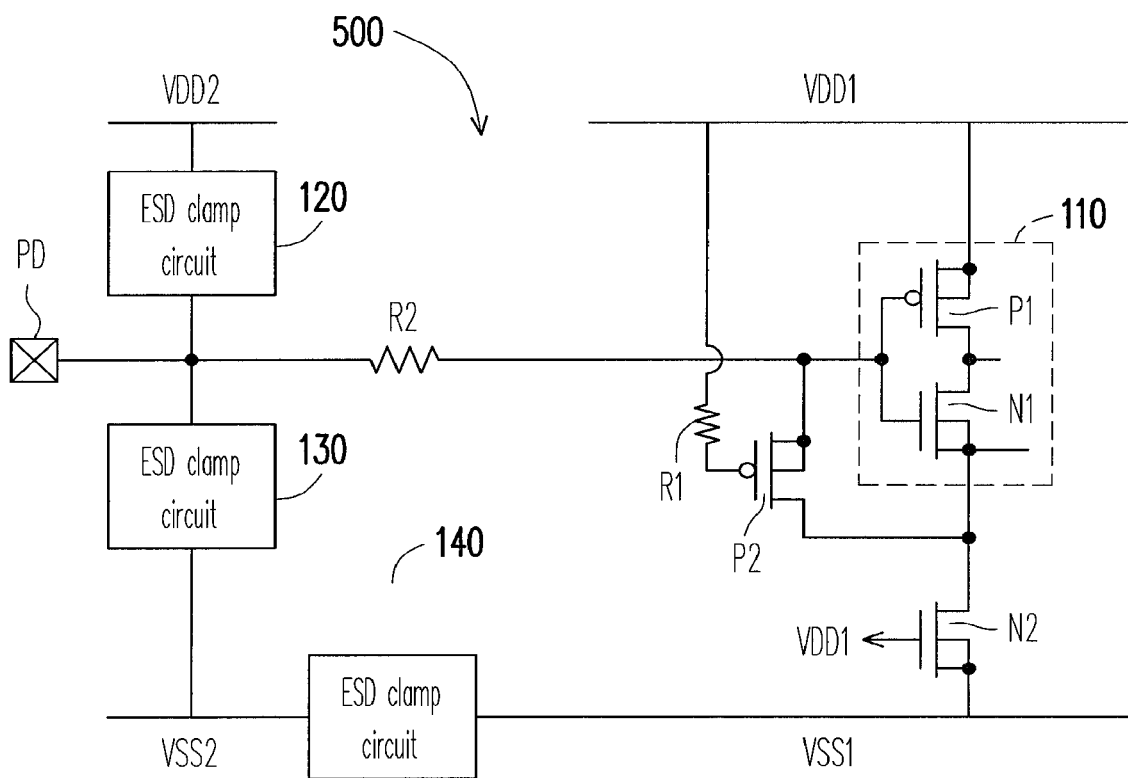 500
VDD2
VDD1
ESD clamp
circuit
120
110
PD
R2
P1
N1
ESD clamp
circuit
130
R1
P2
140
N2
VDD1
ESD clamp
circuit
VSS2
VSS1